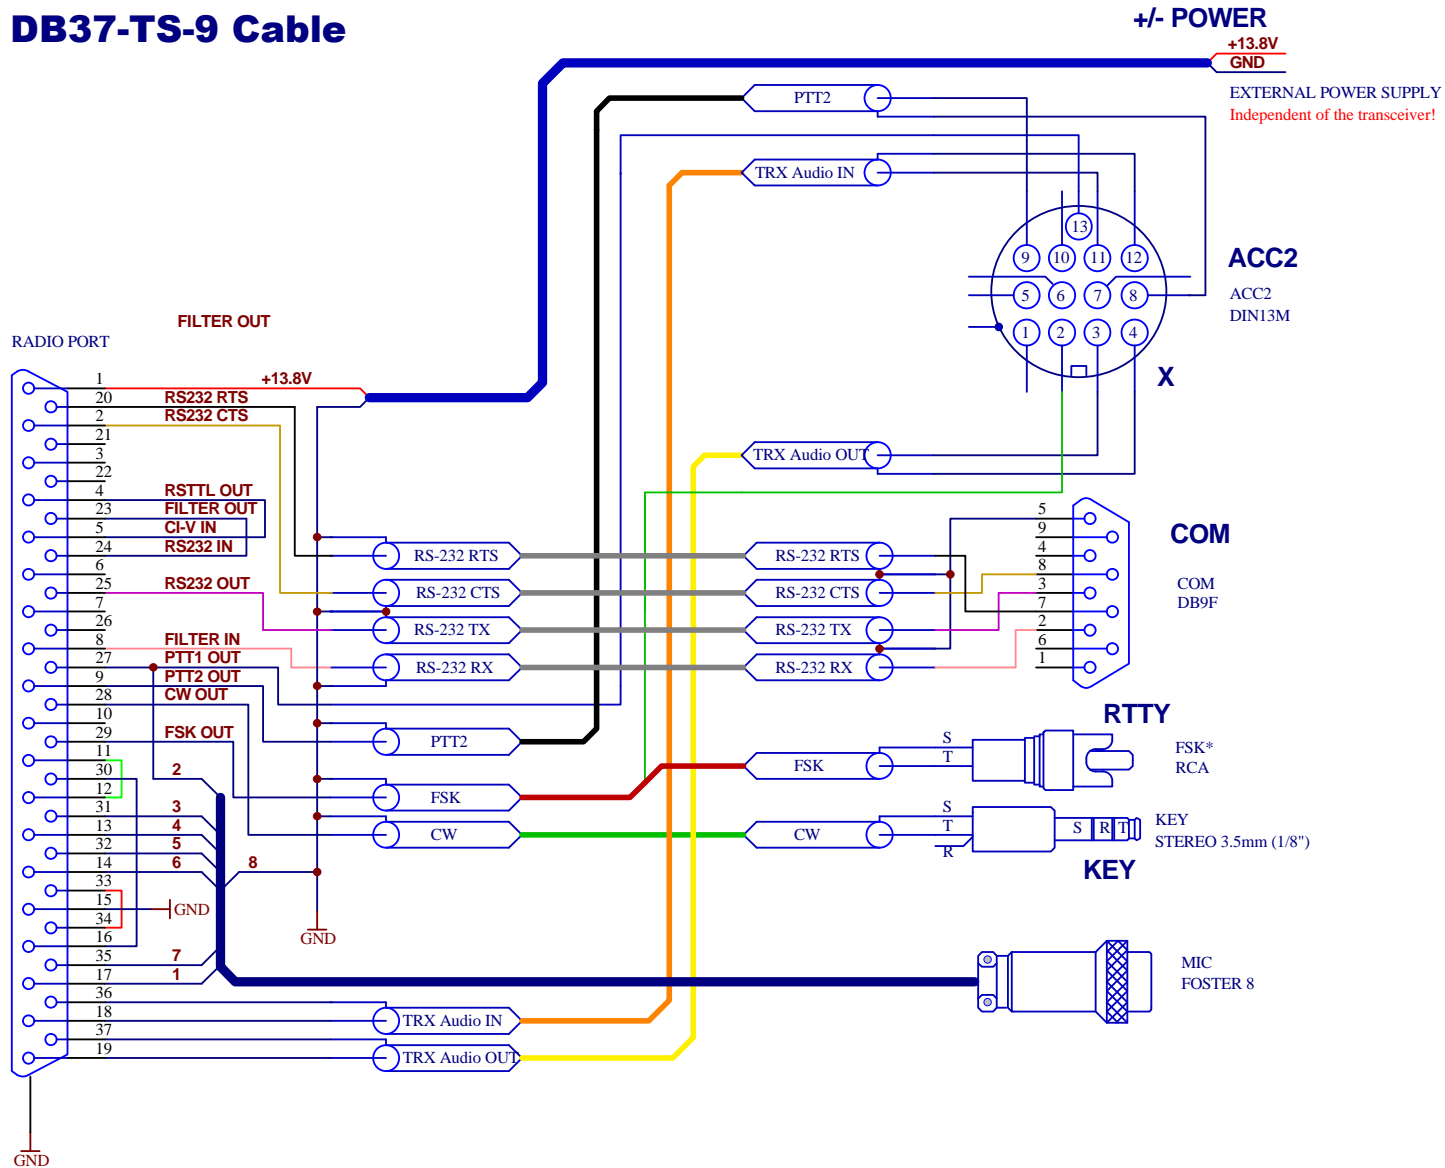 DB37-TS-9 Cable
+/- POWER
+13.8V
GND
EXTERNAL POWER SUPPLY
Independent of the transceiver!
PTT2
TRX Audio IN
13
9 10 11 12
5 6 7 8
1 2 3 4
ACC2
ACC2
DIN13M
X
FILTER OUT
RADIO PORT
1 +13.8V
20 RS232 RTS
2 RS232 CTS
21
3
22
4 RSTTL OUT
23 FILTER OUT
5 CI-V IN
24 RS232 IN
6
25 RS232 OUT
7
26
8 FILTER IN
27 PTT1 OUT
9 PTT2 OUT
28 CW OUT
10
29 FSK OUT
11
30 2
12
31 3
13 4
32 5
14 6 8
33
15 GND
34
16
35 7
17 1
36
18
37
19
GND
GND
TRX Audio OUT
RS-232 RTS RS-232 RTS
RS-232 CTS RS-232 CTS
RS-232 TX RS-232 TX
RS-232 RX RS-232 RX
5
9
4
8
3
7
2
6
1
COM
COM
DB9F
PTT2
FSK
CW
RTTY
FSK
S
T
FSK*
RCA
CW
S
T
R
S R T
KEY
STEREO 3.5mm (1/8")
KEY
MIC
FOSTER 8
TRX Audio IN
TRX Audio OUT